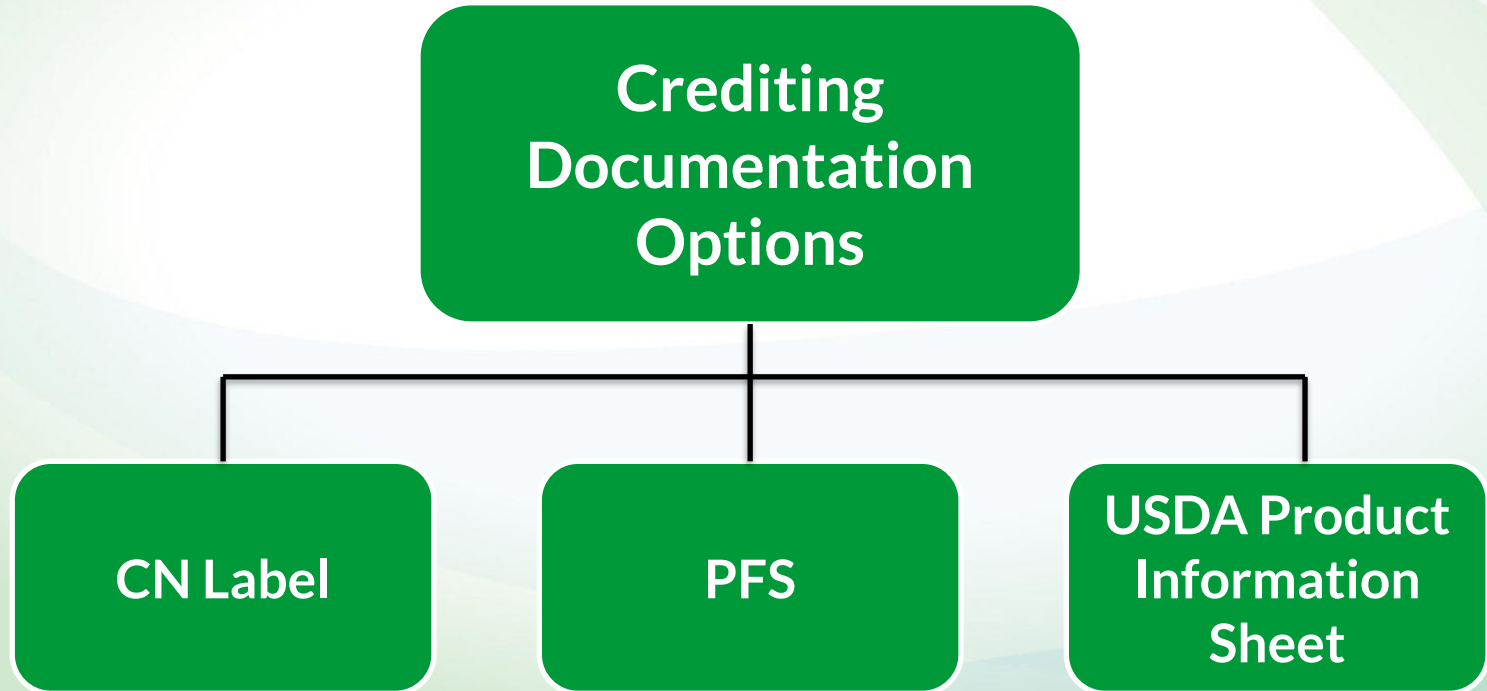 Crediting
Documentation
Options
CN Label
PFS
USDA Product
Information
Sheet